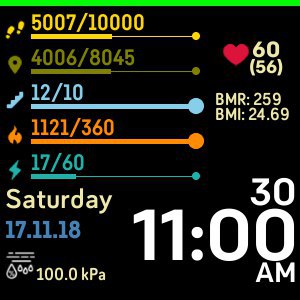 5007/10000
4006/8045
12/10
1121/360
17/60
60
(56)
BMR: 259
BMI: 24.69
Saturday
17.11.18
100.0 kPa
30
11:00
AM